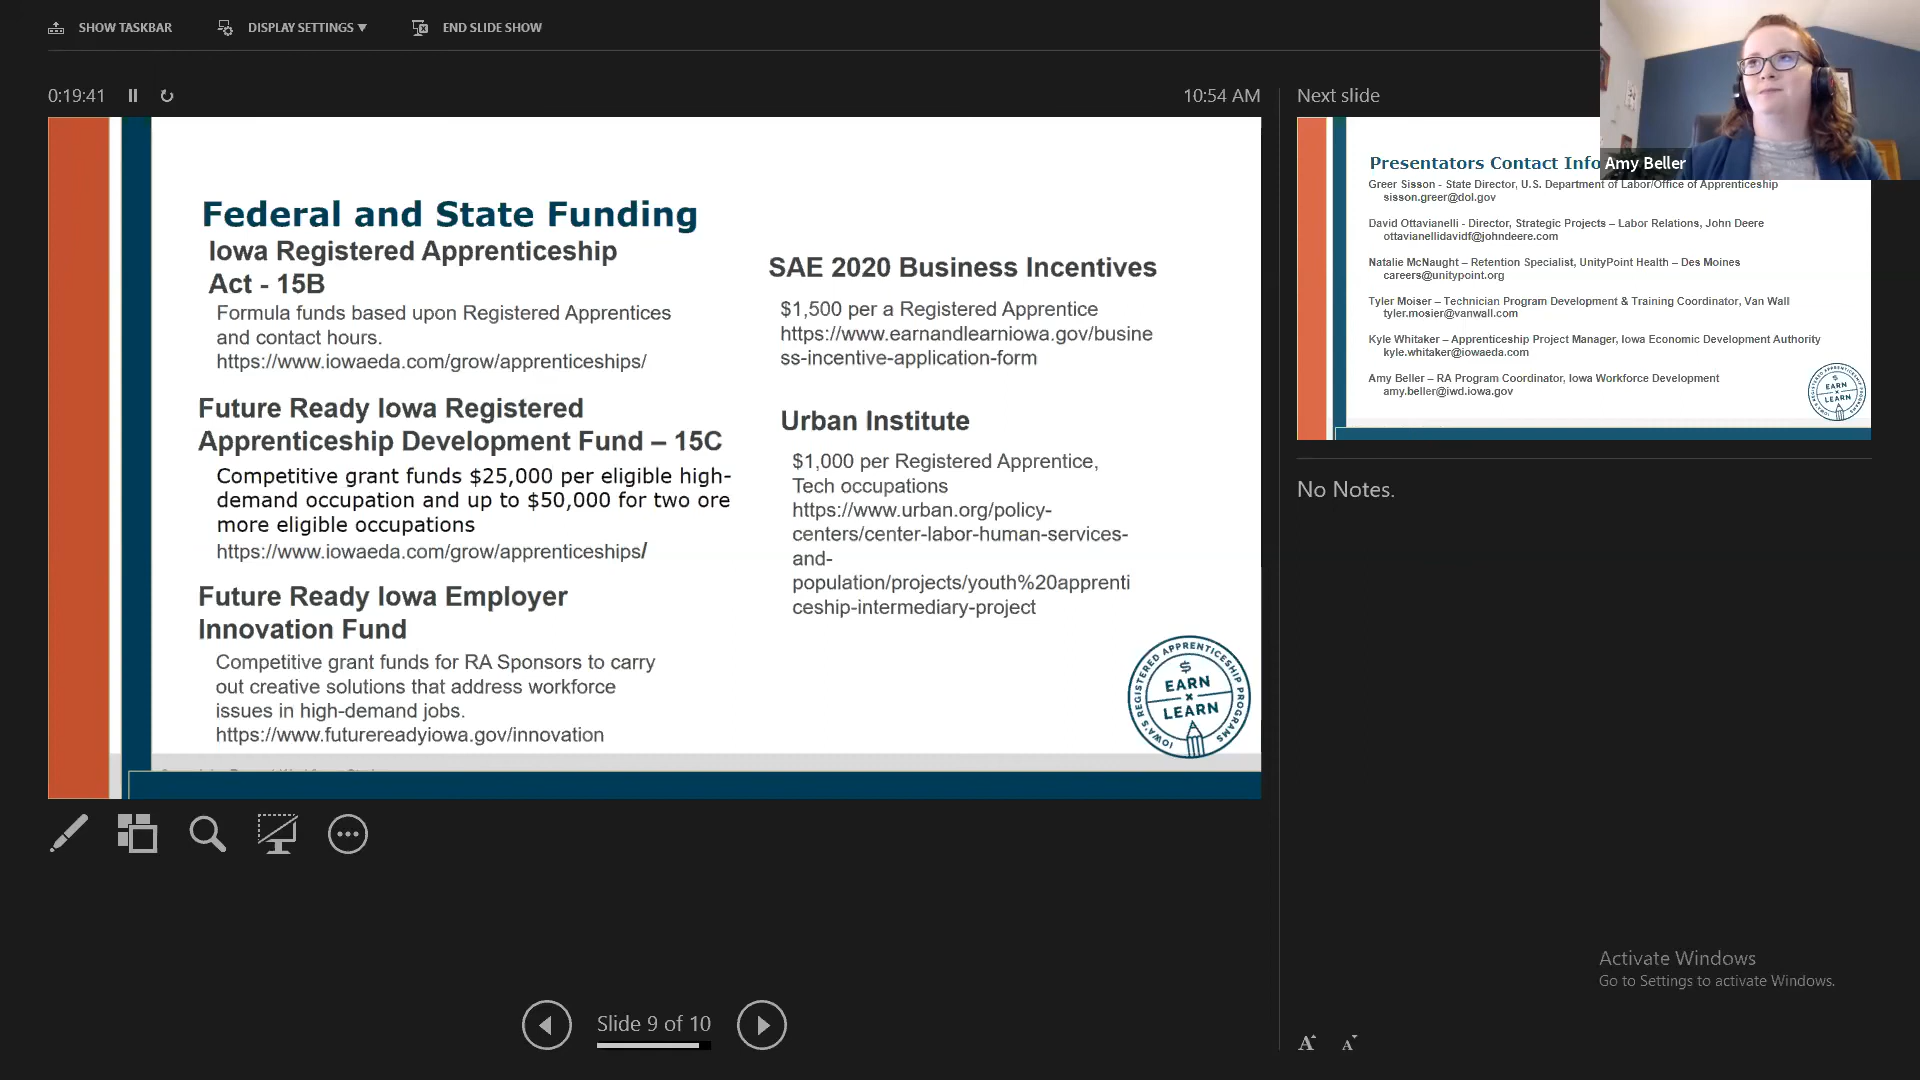 SHOW TASKBAR
DISPLAY SETTINGS
END SLIDE SHOW
0:19:41
10:54 AM
Federal and State Funding
Iowa Registered Apprenticeship
Act - 15B
Formula funds based upon Registered Apprentices
and contact hours.
https://www.iowaeda.com/grow/apprenticeships/
Future Ready Iowa Registered
Apprenticeship Development Fund – 15C
Competitive grant funds $25,000 per eligible high-
demand occupation and up to $50,000 for two ore
more eligible occupations
https://www.iowaeda.com/grow/apprenticeships/
Future Ready Iowa Employer
Innovation Fund
Competitive grant funds for RA Sponsors to carry
out creative solutions that address workforce
issues in high-demand jobs.
https://www.futurereadyiowa.gov/innovation
SAE 2020 Business Incentives
$1,500 per a Registered Apprentice
https://www.earnandlearniowa.gov/busine
ss-incentive-application-form
Urban Institute
$1,000 per Registered Apprentice,
Tech occupations
https://www.urban.org/policy-
centers/center-labor-human-services-
and-
population/projects/youth%20apprenti
ceship-intermediary-project
IOWA'S REGISTERED APPRENTICESHIP PROGRAMS
$
EARN
x
LEARN
Slide 9 of 10
Next slide
Amy Beller
Presentators Contact Info
Greer Sisson - State Director, U.S. Department of Labor/Office of Apprenticeship
sisson.greer@dol.gov
David Ottavianelli - Director, Strategic Projects – Labor Relations, John Deere
ottavianellidavidf@johndeere.com
Natalie McNaught – Retention Specialist, UnityPoint Health – Des Moines
careers@unitypoint.org
Tyler Moiser – Technician Program Development & Training Coordinator, Van Wall
tyler.mosier@vanwall.com
Kyle Whitaker – Apprenticeship Project Manager, Iowa Economic Development Authority
kyle.whitaker@iowaeda.com
Amy Beller – RA Program Coordinator, Iowa Workforce Development
amy.beller@iwd.iowa.gov
EARN
x
LEARN
No Notes.
Activate Windows
Go to Settings to activate Windows.
A A